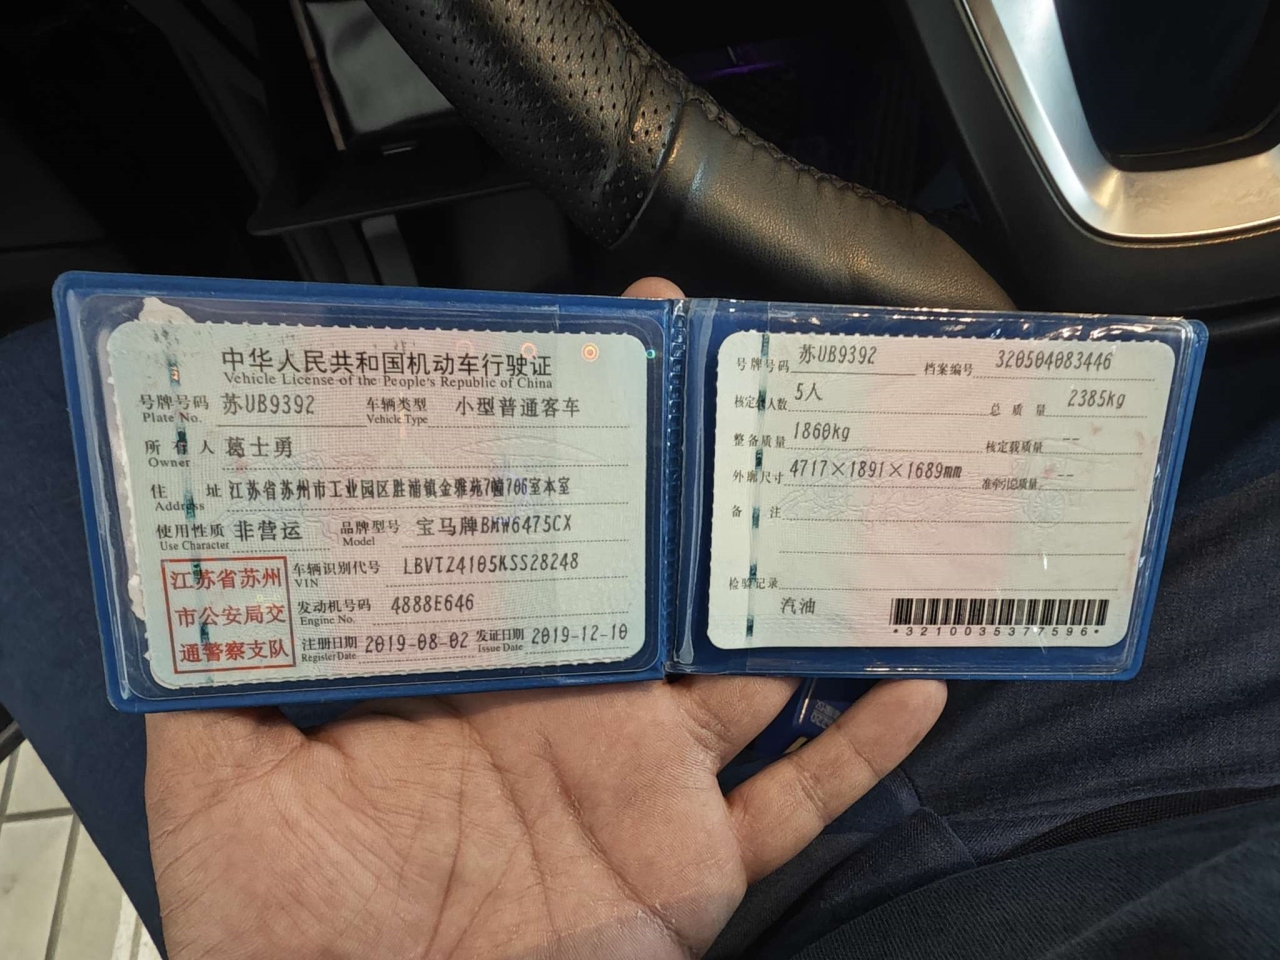 中华人民共和国机动车行驶证
Vehicle License of the People's Republic of China
号牌号码 苏UB9392 车辆类型 小型普通客车
Plate No. Vehicle Type
所有人 葛士勇
Owner
住址 江苏省苏州市工业园区胜浦镇金雅苑7幢706室本室
Address
使用性质 非营运 品牌型号 宝马牌BMW6475CX
Use Character Model
江苏省苏州
市公安局交
通警察支队
车辆识别代号 LBVTZ4105KSS28248
VIN
发动机号码 4888E646
Engine No.
注册日期 2019-08-02 发证日期 2019-12-10
Register Date Issue Date
号牌号码 苏UB9392 档案编号 320504083446
核定载人数 5人 总质量 2385kg
整备质量 1860kg 核定载质量 --
外廓尺寸 4717×1891×1689mm 准牵引总质量 --
备注
检验记录
汽油
*3210035377596*